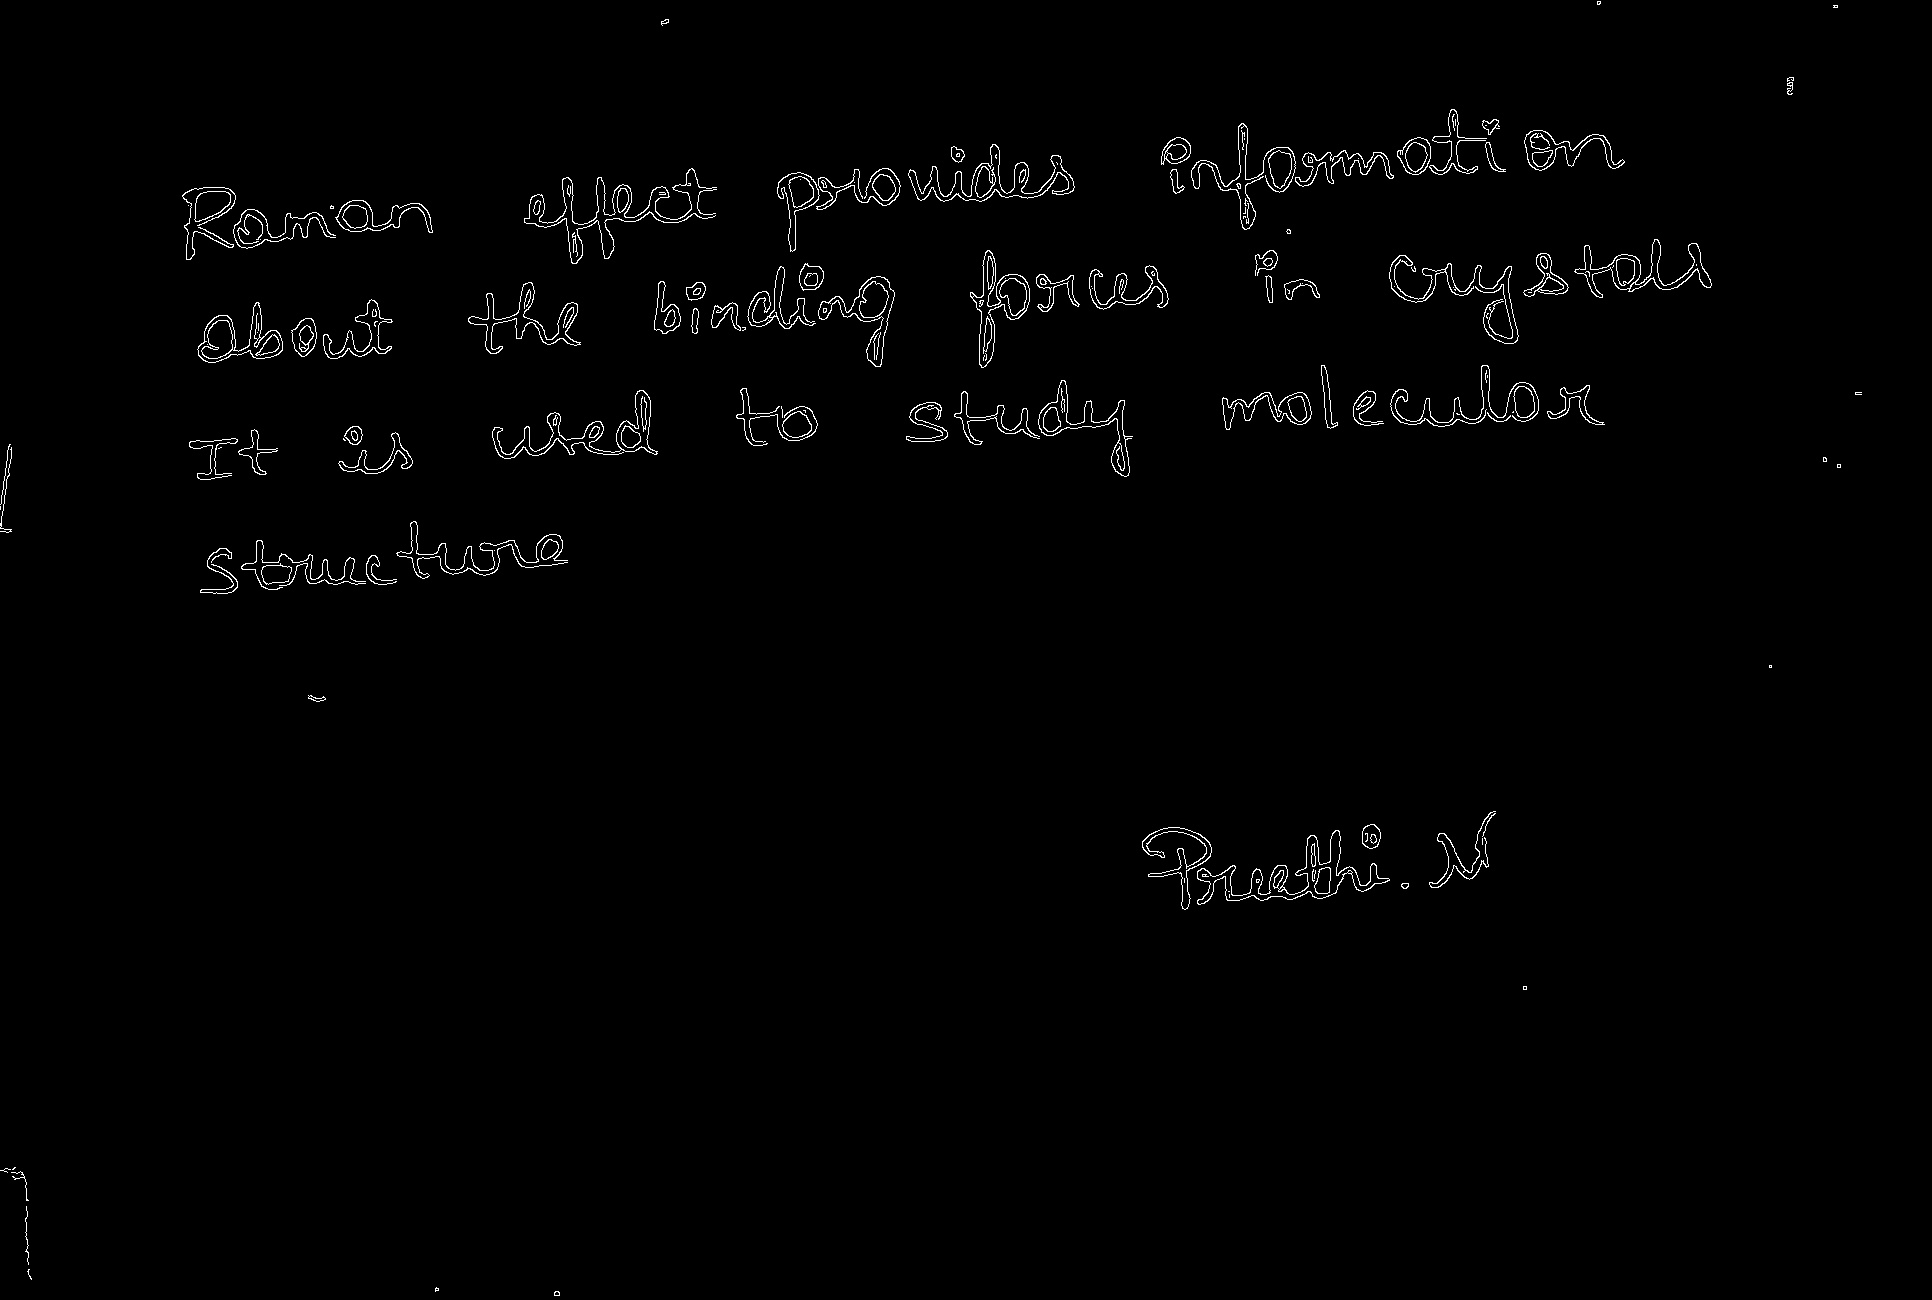 Raman effect provides information
about the binding forces in crystals
It is used to study molecular
structure
Preethi. N